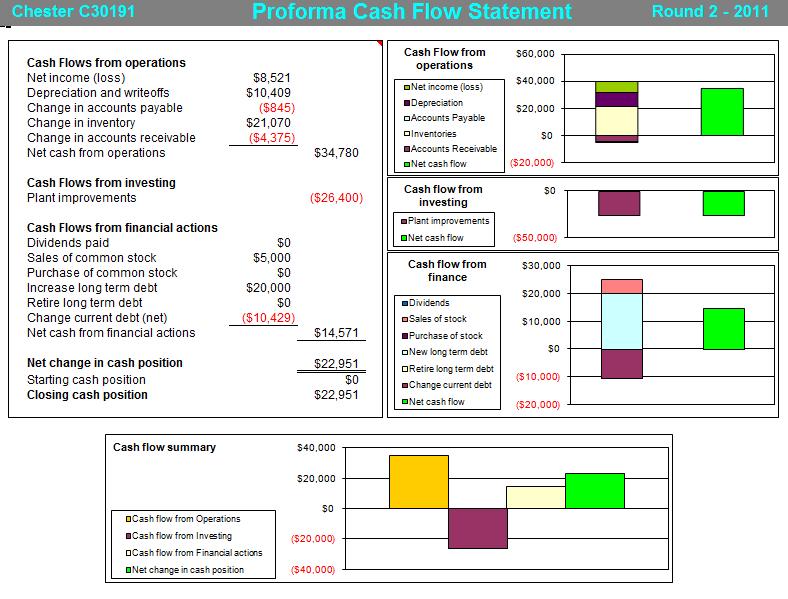 Chester C30191 Proforma Cash Flow Statement Round 2 - 2011
Cash Flows from operations
Net income (loss) $8,521
Depreciation and writeoffs $10,409
Change in accounts payable ($845)
Change in inventory $21,070
Change in accounts receivable ($4,375)
Net cash from operations $34,780
Cash Flows from investing
Plant improvements ($26,400)
Cash Flows from financial actions
Dividends paid $0
Sales of common stock $5,000
Purchase of common stock $0
Increase long term debt $20,000
Retire long term debt $0
Change current debt (net) ($10,429)
Net cash from financial actions $14,571
Net change in cash position $22,951
Starting cash position $0
Closing cash position $22,951
Cash Flow from
operations
Net income (loss)
Depreciation
Accounts Payable
Inventories
Accounts Receivable
Net cash flow
$60,000
$40,000
$20,000
$0
($20,000)
Cash flow from
investing
Plant improvements
Net cash flow
$0
($50,000)
Cash flow from
finance
Dividends
Sales of stock
Purchase of stock
New long term debt
Retire long term debt
Change current debt
Net cash flow
$30,000
$20,000
$10,000
$0
($10,000)
($20,000)
Cash flow summary
Cash flow from Operations
Cash flow from Investing
Cash flow from Financial actions
Net change in cash position
$40,000
$20,000
$0
($20,000)
($40,000)